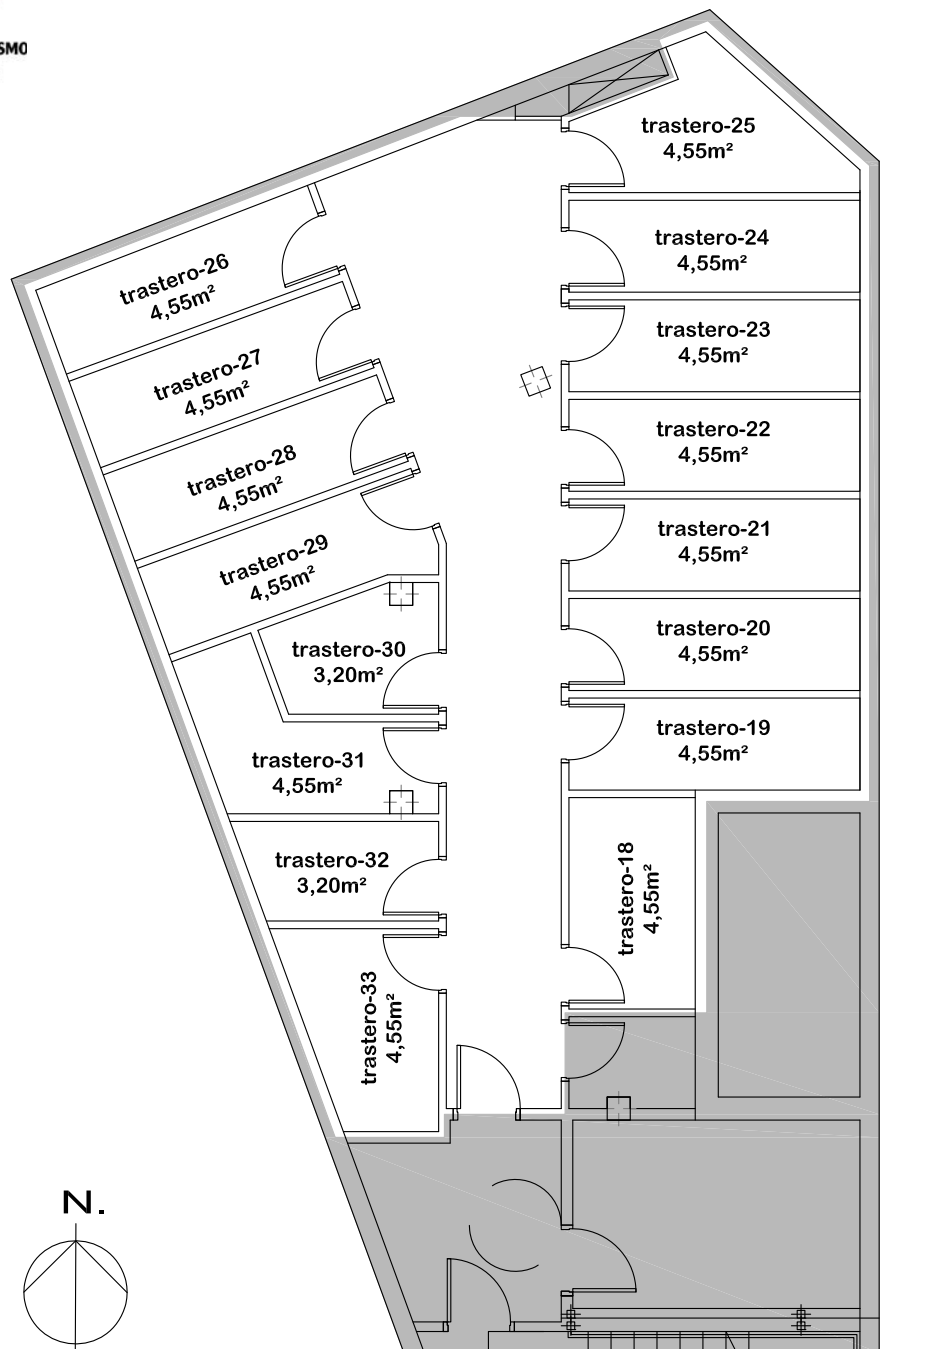 SMO
trastero-25
4,55m²
trastero-24
4,55m²
trastero-26
4,55m²
trastero-23
4,55m²
trastero-27
4,55m²
trastero-22
4,55m²
trastero-28
4,55m²
trastero-21
4,55m²
trastero-29
4,55m²
trastero-20
4,55m²
trastero-30
3,20m²
trastero-19
4,55m²
trastero-31
4,55m²
trastero-32
3,20m²
trastero-18
4,55m²
trastero-33
4,55m²
N.